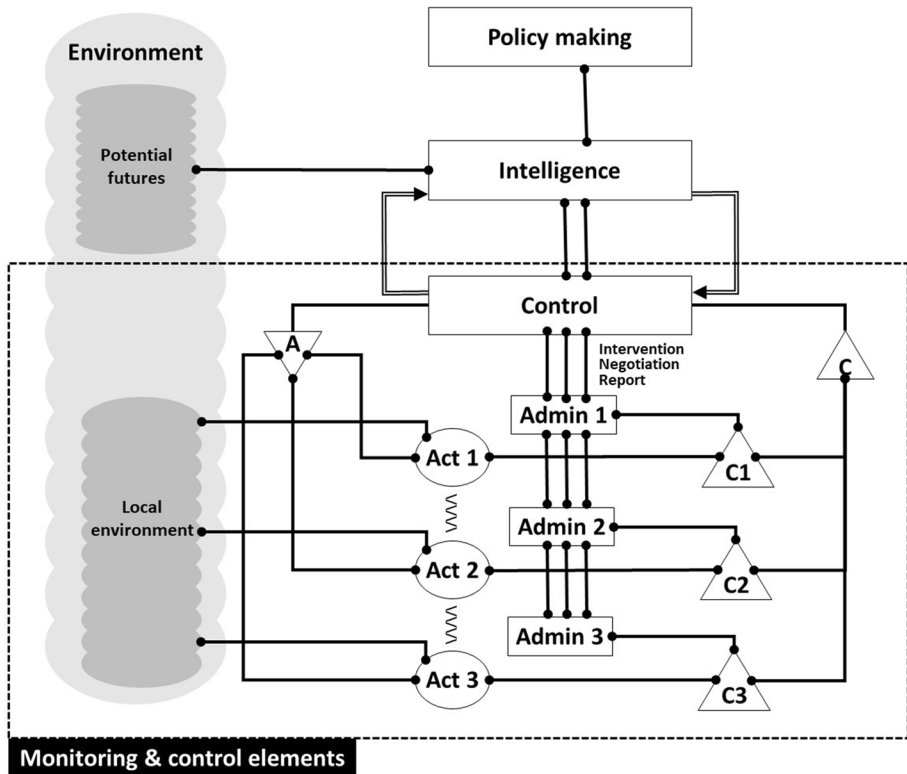 Policy making
Environment
Potential
futures
Intelligence
Control
A
Intervention
Negotiation
Report
C
Admin 1
Act 1
C1
Local
environment
Admin 2
Act 2
C2
Admin 3
Act 3
C3
Monitoring & control elements